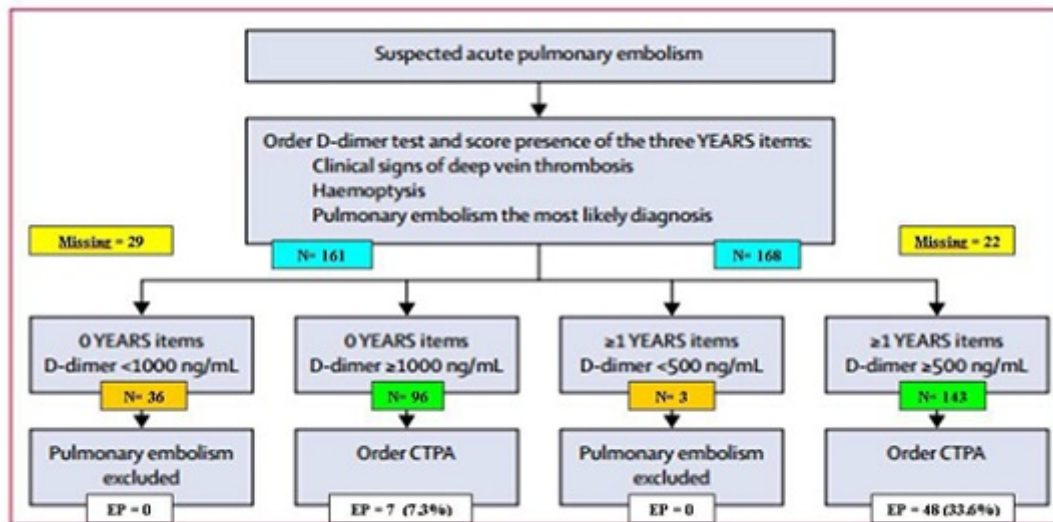 Suspected acute pulmonary embolism
Order D-dimer test and score presence of the three YEARS items:
Clinical signs of deep vein thrombosis
Haemoptysis
Pulmonary embolism the most likely diagnosis
Missing = 29
N= 161
N= 168
Missing = 22
0 YEARS items
D-dimer <1000 ng/mL
N= 36
0 YEARS items
D-dimer ≥1000 ng/mL
N= 96
≥1 YEARS items
D-dimer <500 ng/mL
N= 3
≥1 YEARS items
D-dimer ≥500 ng/mL
N= 143
Pulmonary embolism
excluded
EP = 0
Order CTPA
EP = 7 (7.3%)
Pulmonary embolism
excluded
EP = 0
Order CTPA
EP = 48 (33.6%)